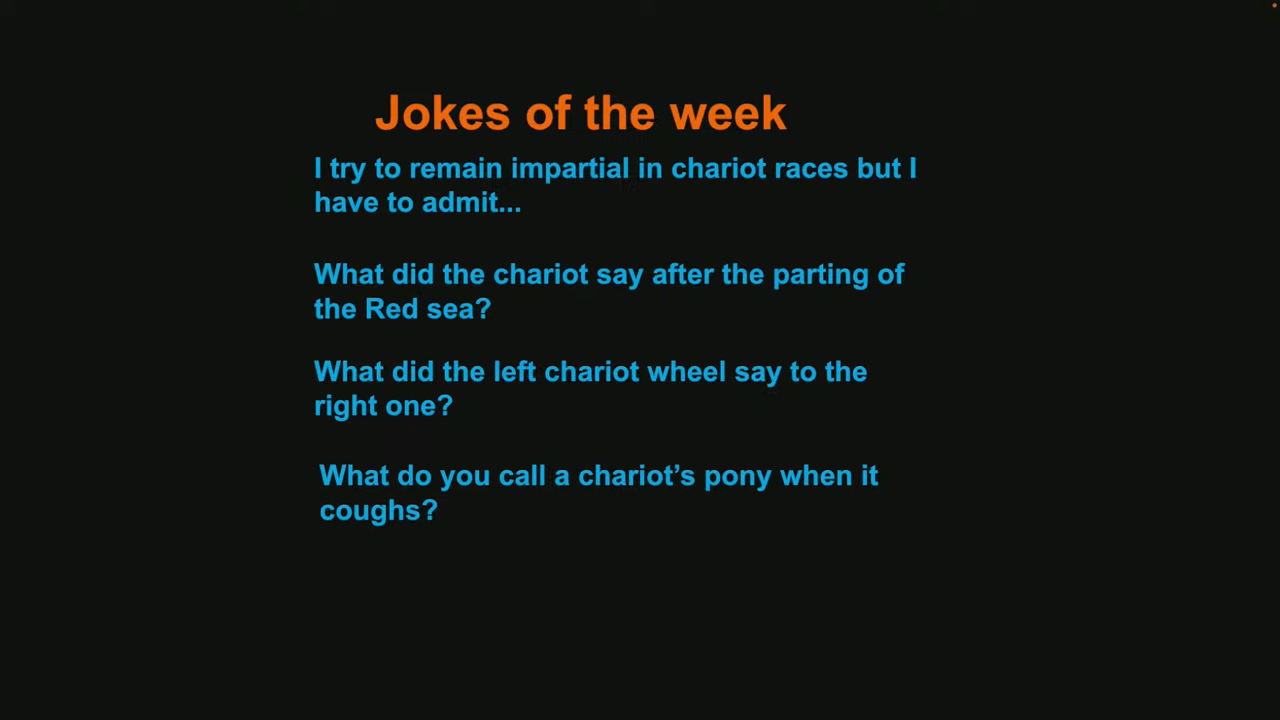 Jokes of the week
I try to remain impartial in chariot races but I
have to admit...
What did the chariot say after the parting of
the Red sea?
What did the left chariot wheel say to the
right one?
What do you call a chariot’s pony when it
coughs?